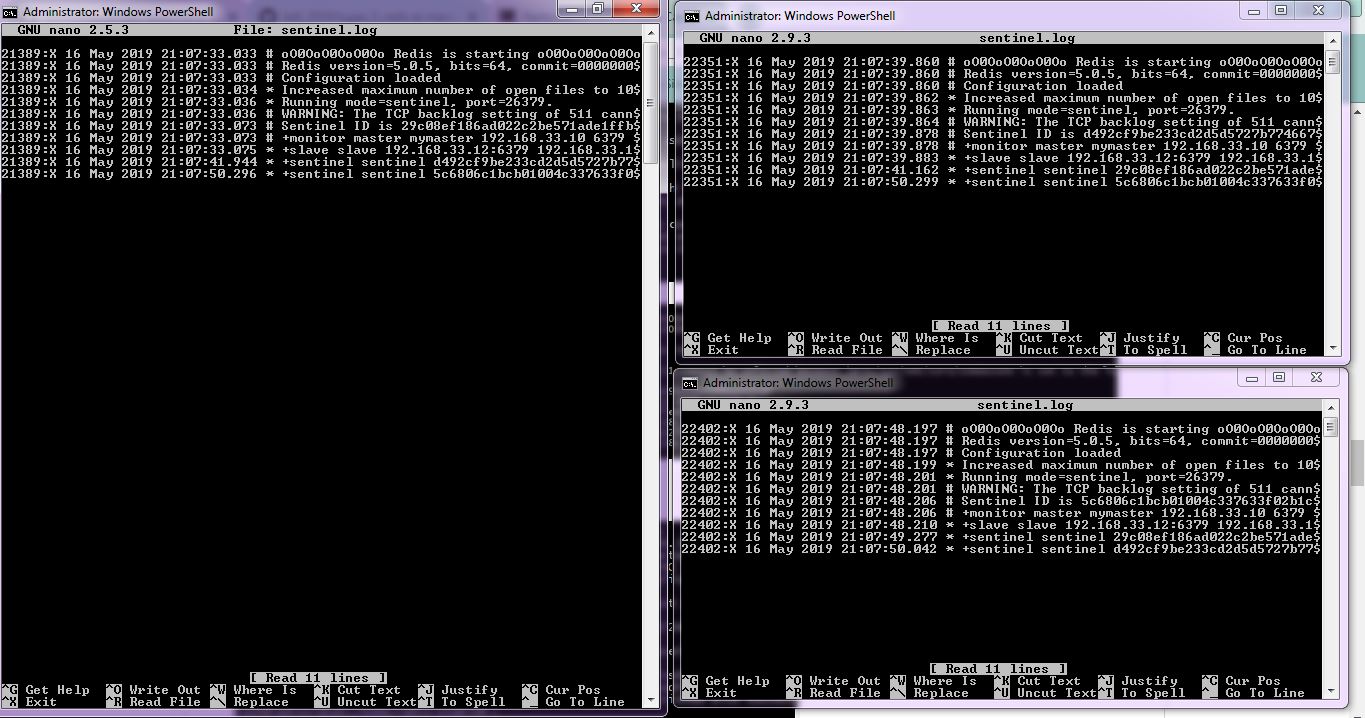 Administrator: Windows PowerShell
GNU nano 2.5.3 File: sentinel.log
21389:X 16 May 2019 21:07:33.033 # oO0OoO0OoO0Oo Redis is starting oO0OoO0OoO0Oo
21389:X 16 May 2019 21:07:33.033 # Redis version=5.0.5, bits=64, commit=0000000$
21389:X 16 May 2019 21:07:33.033 # Configuration loaded
21389:X 16 May 2019 21:07:33.034 * Increased maximum number of open files to 10$
21389:X 16 May 2019 21:07:33.036 * Running mode=sentinel, port=26379.
21389:X 16 May 2019 21:07:33.036 # WARNING: The TCP backlog setting of 511 cann$
21389:X 16 May 2019 21:07:33.073 # Sentinel ID is 29c08ef186ad022c2be571ade1ffb$
21389:X 16 May 2019 21:07:33.073 # +monitor master mymaster 192.168.33.10 6379 $
21389:X 16 May 2019 21:07:33.075 * +slave slave 192.168.33.12:6379 192.168.33.1$
21389:X 16 May 2019 21:07:41.944 * +sentinel sentinel d492cf9be233cd2d5d5727b77$
21389:X 16 May 2019 21:07:50.296 * +sentinel sentinel 5c6806c1bcb01004c337633f0$
[ Read 11 lines ]
^G Get Help ^O Write Out ^W Where Is ^K Cut Text ^J Justify ^C Cur Pos
^X Exit ^R Read File ^\ Replace ^U Uncut Text ^T To Spell ^_ Go To Line
Administrator: Windows PowerShell
GNU nano 2.9.3 sentinel.log
22351:X 16 May 2019 21:07:39.860 # oO0OoO0OoO0Oo Redis is starting oO0OoO0OoO0Oo
22351:X 16 May 2019 21:07:39.860 # Redis version=5.0.5, bits=64, commit=0000000$
22351:X 16 May 2019 21:07:39.860 # Configuration loaded
22351:X 16 May 2019 21:07:39.862 * Increased maximum number of open files to 10$
22351:X 16 May 2019 21:07:39.863 * Running mode=sentinel, port=26379.
22351:X 16 May 2019 21:07:39.864 # WARNING: The TCP backlog setting of 511 cann$
22351:X 16 May 2019 21:07:39.878 # Sentinel ID is d492cf9be233cd2d5d5727b774667$
22351:X 16 May 2019 21:07:39.878 # +monitor master mymaster 192.168.33.10 6379 $
22351:X 16 May 2019 21:07:39.883 * +slave slave 192.168.33.12:6379 192.168.33.1$
22351:X 16 May 2019 21:07:41.162 * +sentinel sentinel 29c08ef186ad022c2be571ade$
22351:X 16 May 2019 21:07:50.299 * +sentinel sentinel 5c6806c1bcb01004c337633f0$
[ Read 11 lines ]
^G Get Help ^O Write Out ^W Where Is ^K Cut Text ^J Justify ^C Cur Pos
^X Exit ^R Read File ^\ Replace ^U Uncut Text ^T To Spell ^_ Go To Line
Administrator: Windows PowerShell
GNU nano 2.9.3 sentinel.log
22402:X 16 May 2019 21:07:48.197 # oO0OoO0OoO0Oo Redis is starting oO0OoO0OoO0Oo
22402:X 16 May 2019 21:07:48.197 # Redis version=5.0.5, bits=64, commit=0000000$
22402:X 16 May 2019 21:07:48.197 # Configuration loaded
22402:X 16 May 2019 21:07:48.199 * Increased maximum number of open files to 10$
22402:X 16 May 2019 21:07:48.201 * Running mode=sentinel, port=26379.
22402:X 16 May 2019 21:07:48.201 # WARNING: The TCP backlog setting of 511 cann$
22402:X 16 May 2019 21:07:48.206 # Sentinel ID is 5c6806c1bcb01004c337633f02b1c$
22402:X 16 May 2019 21:07:48.206 # +monitor master mymaster 192.168.33.10 6379 $
22402:X 16 May 2019 21:07:48.210 * +slave slave 192.168.33.12:6379 192.168.33.1$
22402:X 16 May 2019 21:07:49.277 * +sentinel sentinel 29c08ef186ad022c2be571ade$
22402:X 16 May 2019 21:07:50.042 * +sentinel sentinel d492cf9be233cd2d5d5727b77$
[ Read 11 lines ]
^G Get Help ^O Write Out ^W Where Is ^K Cut Text ^J Justify ^C Cur Pos
^X Exit ^R Read File ^\ Replace ^U Uncut Text ^T To Spell ^_ Go To Line